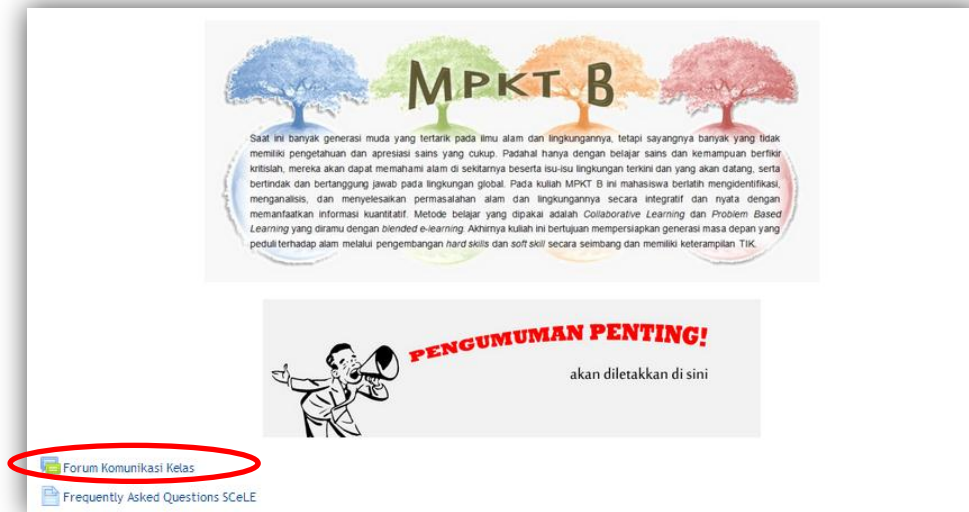 MPKT B
Saat ini banyak generasi muda yang tertarik pada ilmu alam dan lingkungannya, tetapi sayangnya banyak yang tidak
memiliki pengetahuan dan apresiasi sains yang cukup. Padahal hanya dengan belajar sains dan kemampuan berfikir
kritislah, mereka akan dapat memahami alam di sekitarnya beserta isu-isu lingkungan terkini dan yang akan datang, serta
bertindak dan bertanggung jawab pada lingkungan global. Pada kuliah MPKT B ini mahasiswa berlatih mengidentifikasi,
menganalisis, dan menyelesaikan permasalahan alam dan lingkungannya secara integratif dan nyata dengan
memanfaatkan informasi kuantitatif. Metode belajar yang dipakai adalah Collaborative Learning dan Problem Based
Learning yang diramu dengan blended e-learning. Akhirnya kuliah ini bertujuan mempersiapkan generasi masa depan yang
peduli terhadap alam melalui pengembangan hard skills dan soft skill secara seimbang dan memiliki keterampilan TIK.
PENGUMUMAN PENTING!
akan diletakkan di sini
Forum Komunikasi Kelas
Frequently Asked Questions SCeLE